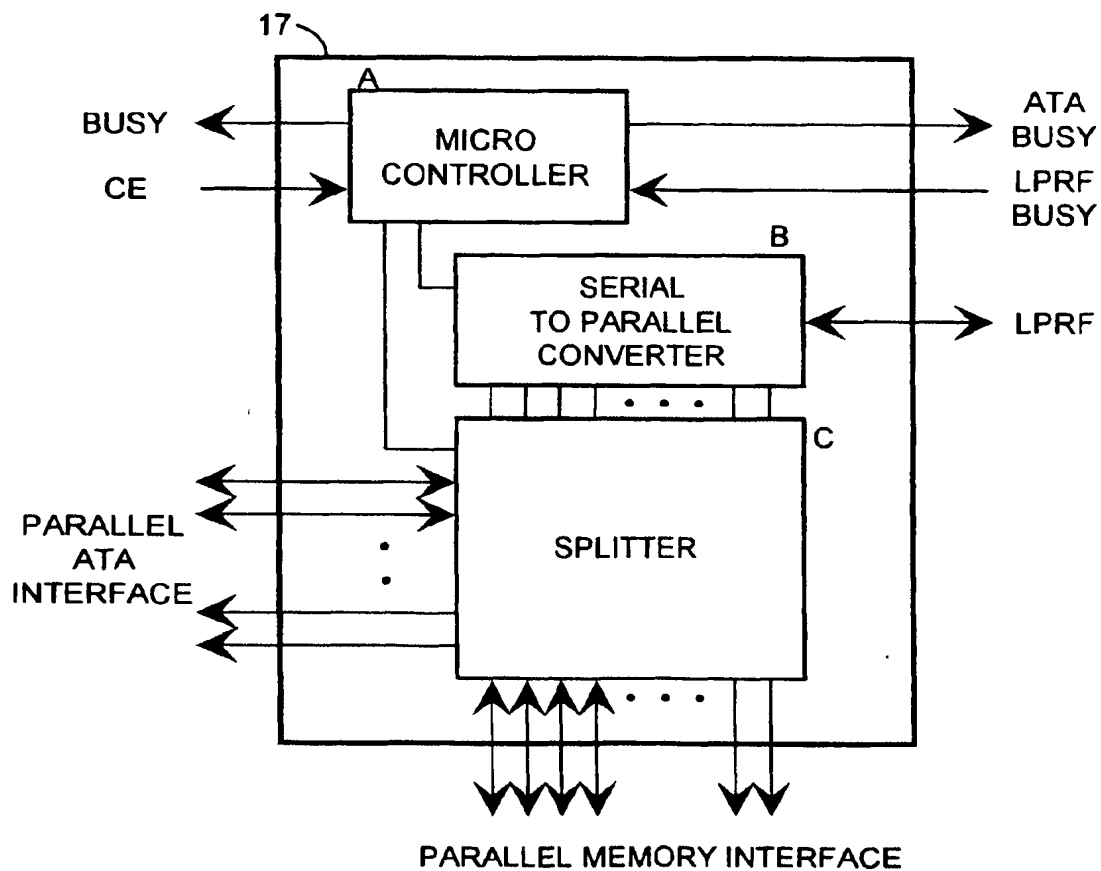 17
A
BUSY
CE
MICRO
CONTROLLER
ATA
BUSY
LPRF
BUSY
B
SERIAL
TO PARALLEL
CONVERTER
LPRF
C
SPLITTER
PARALLEL
ATA
INTERFACE
PARALLEL MEMORY INTERFACE